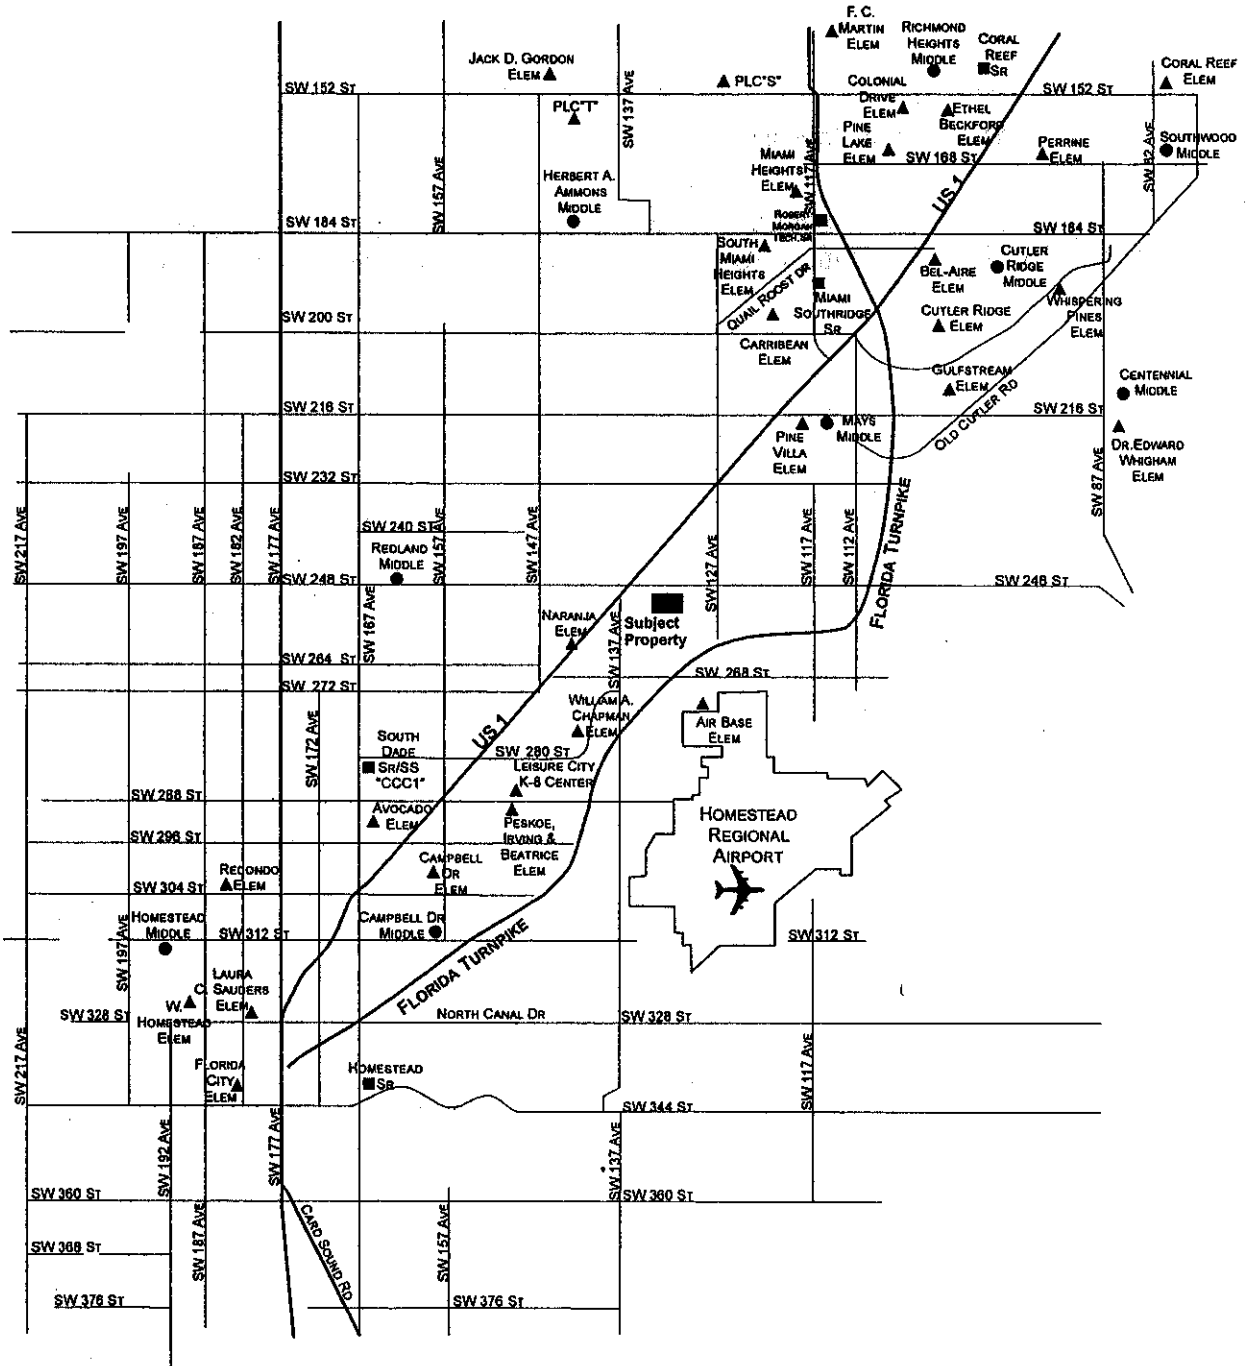 F. C.
MARTIN
ELEM
RICHMOND
HEIGHTS
MIDDLE
CORAL
REEF
SR
JACK D. GORDON
ELEM
PLC"S"
COLONIAL
DRIVE
ELEM
CORAL REEF
ELEM
SW 152 ST
SW 152 ST
PLC"T"
SW 137 AVE
ETHEL
BECKFORD
ELEM
PINE
LAKE
ELEM
PERRINE
ELEM
SOUTHWOOD
MIDDLE
SW 168 ST
SW 82 AVE
MIAMI
HEIGHTS
ELEM
SW 117 AVE
SW 157 AVE
HERBERT A.
AMMONS
MIDDLE
US 1
ROBERT
MORGAN
TECH. SR
SW 184 ST
SW 184 ST
SOUTH
MIAMI
HEIGHTS
ELEM
BEL-AIRE
ELEM
CUTLER
RIDGE
MIDDLE
QUAIL ROOST DR
MIAMI
SOUTHRIDGE
SR
WHISPERING
PINES
ELEM
SW 200 ST
CUTLER RIDGE
ELEM
CARRIBEAN
ELEM
GULFSTREAM
ELEM
CENTENNIAL
MIDDLE
OLD CUTLER RD
SW 216 ST
SW 216 ST
PINE
VILLA
ELEM
MAYS
MIDDLE
DR. EDWARD
WHIGHAM
ELEM
SW 232 ST
SW 87 AVE
SW 217 AVE
SW 197 AVE
SW 187 AVE
SW 182 AVE
SW 177 AVE
SW 240 ST
SW 157 AVE
SW 147 AVE
SW 127 AVE
SW 117 AVE
SW 112 AVE
FLORIDA TURNPIKE
REDLAND
MIDDLE
SW 248 ST
SW 248 ST
SW 167 AVE
NARANJA
ELEM
SW 137 AVE
Subject
Property
SW 264 ST
SW 268 ST
SW 272 ST
WILLIAM A.
CHAPMAN
ELEM
AIR BASE
ELEM
SW 172 AVE
SOUTH
DADE
SR/SS
"CCC1"
US 1
SW 280 ST
LEISURE CITY
K-8 CENTER
SW 288 ST
AVOCADO
ELEM
PESKOE,
IRVING &
BEATRICE
ELEM
HOMESTEAD
REGIONAL
AIRPORT
SW 296 ST
REDONDO
ELEM
CAMPBELL
DR
ELEM
SW 304 ST
HOMESTEAD
MIDDLE
SW 312 ST
CAMPBELL DR
MIDDLE
SW 312 ST
SW 197 AVE
FLORIDA TURNPIKE
LAURA
C. SAUDERS
ELEM
W.
HOMESTEAD
ELEM
SW 328 ST
NORTH CANAL DR
SW 328 ST
SW 217 AVE
FLORIDA
CITY
ELEM
HOMESTEAD
SR
SW 117 AVE
SW 344 ST
SW 192 AVE
SW 177 AVE
SW 137 AVE
SW 360 ST
SW 360 ST
SW 187 AVE
CARD SOUND RD
SW 157 AVE
SW 368 ST
SW 376 ST
SW 376 ST